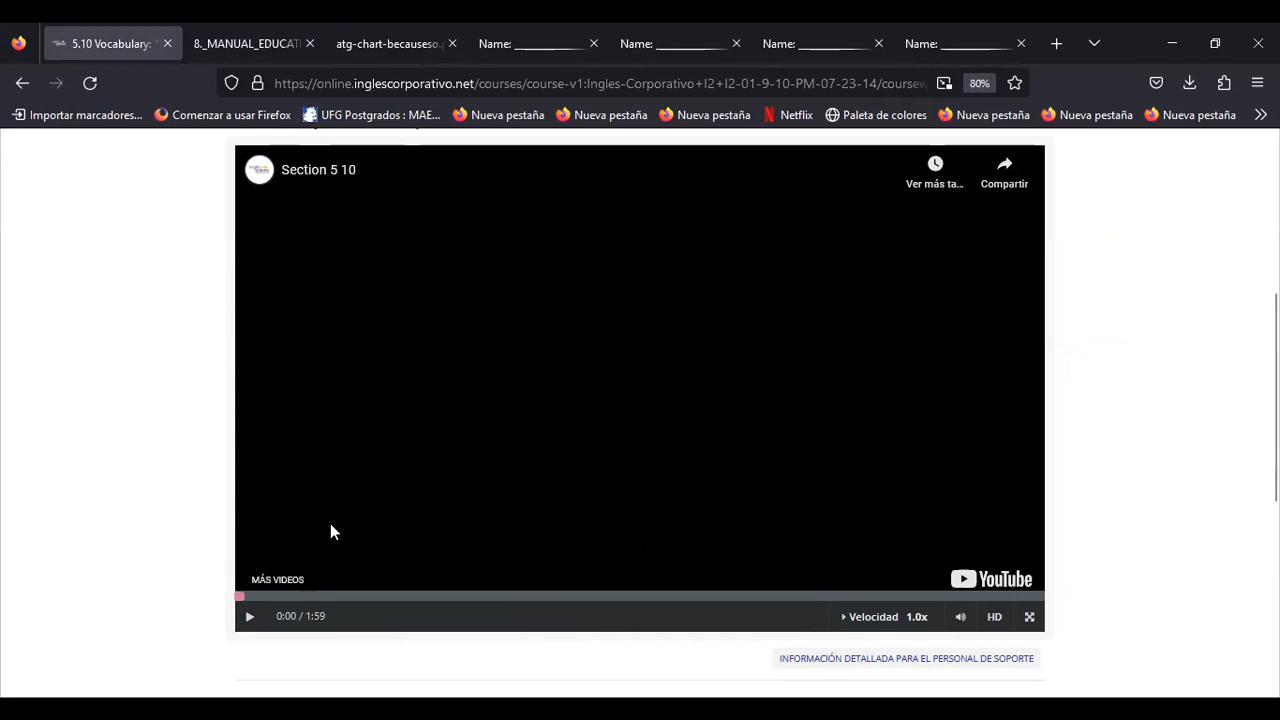 5.10 Vocabulary:
8._MANUAL_EDUCATI
atg-chart-becauseso.p
Name: ___________
Name: ___________
Name: ___________
Name: ___________
https://online.inglescorporativo.net/courses/course-v1:Ingles-Corporativo+I2+I2-01-9-10-PM-07-23-14/coursew
80%
Importar marcadores...
Comenzar a usar Firefox
UFG Postgrados : MAE...
Nueva pestaña
Nueva pestaña
Nueva pestaña
Netflix
Paleta de colores
Nueva pestaña
Nueva pestaña
Nueva pestaña
Section 5 10
Ver más ta...
Compartir
MÁS VIDEOS
YouTube
0:00 / 1:59
Velocidad 1.0x
HD
INFORMACIÓN DETALLADA PARA EL PERSONAL DE SOPORTE